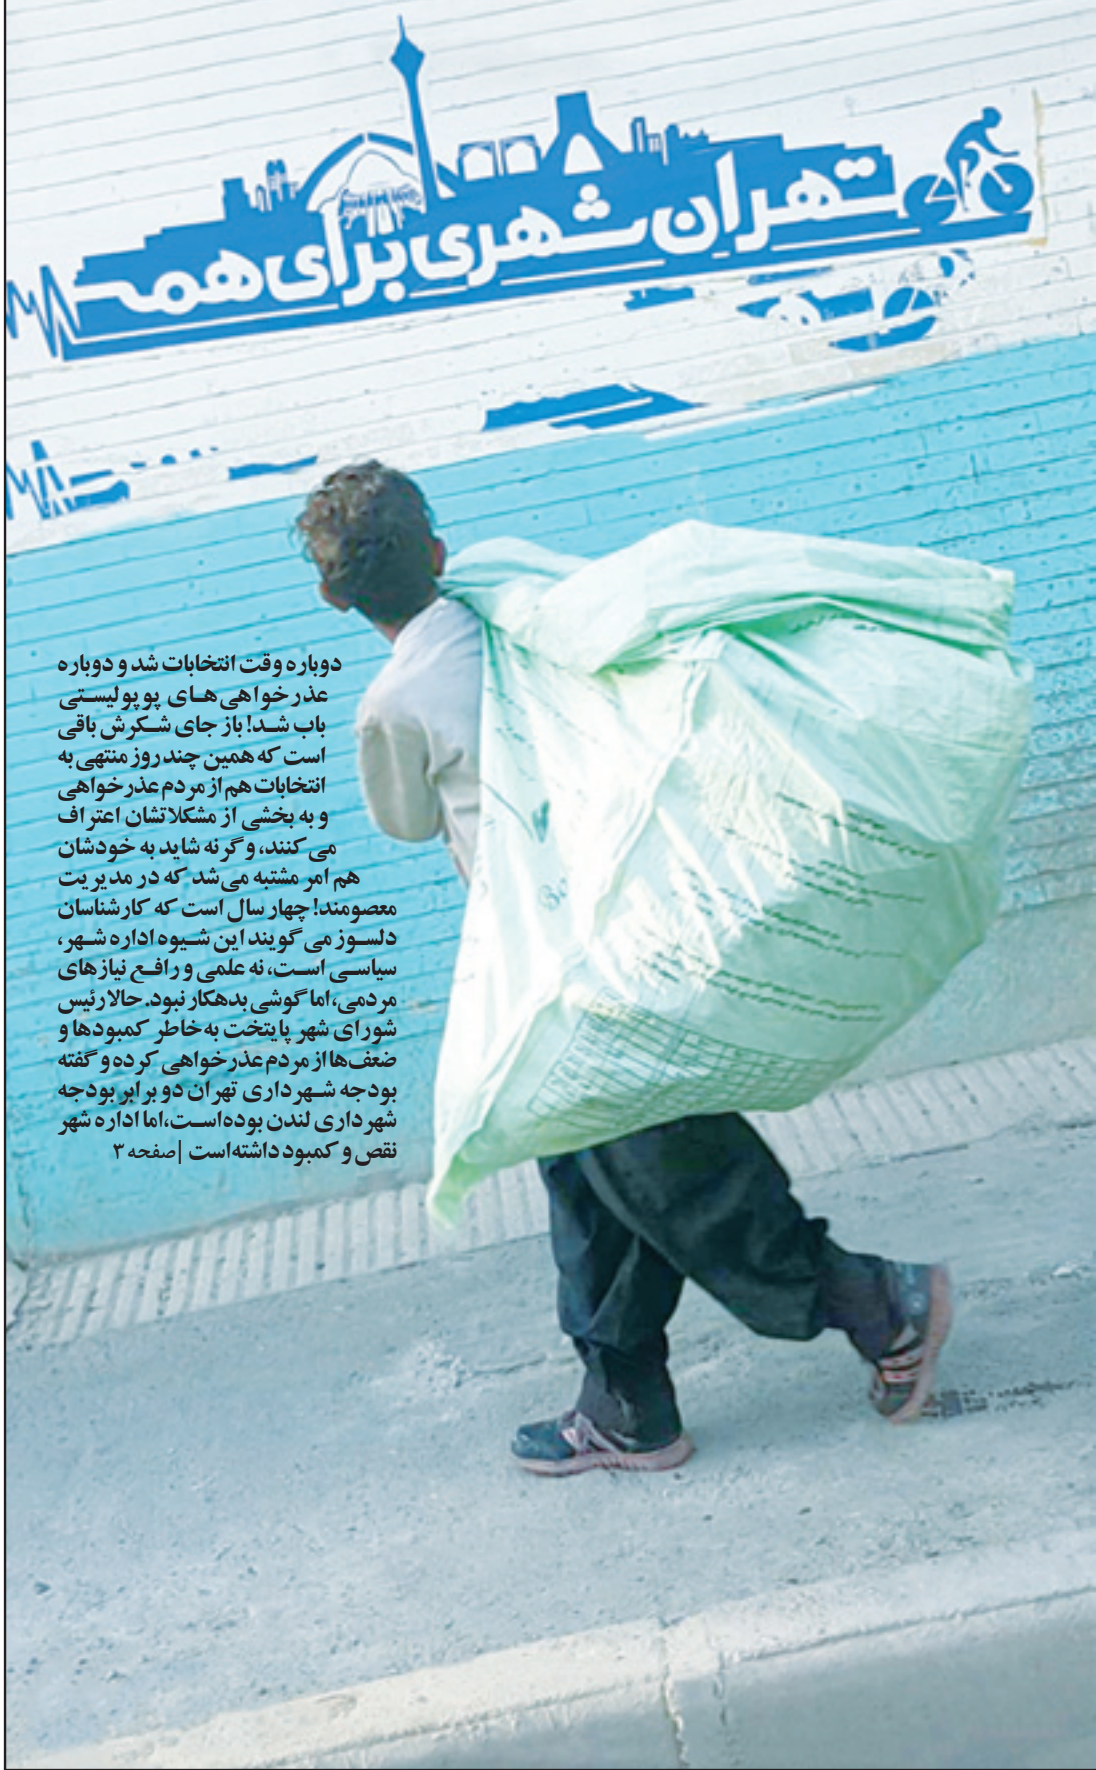 تهران شهری برای همه
دوباره وقت انتخابات شد و دوباره
عذرخواهی‌های پوپولیستی
باب شد! باز جای شکرش باقی
است که همین چند روز منتهی به
انتخابات هم از مردم عذرخواهی
و به بخشی از مشکلاتشان اعتراف
می‌کنند، وگرنه شاید به خودشان
هم امر مشتبه می‌شد که در مدیریت
معصومند! چهار سال است که کارشناسان
دلسوز می‌گویند این شیوه اداره شهر،
سیاسی است، نه علمی و رافع نیازهای
مردمی، اما گوشی بدهکار نبود. حالا رئیس
شورای شهر پایتخت به‌خاطر کمبودها و
ضعف‌ها از مردم عذرخواهی کرده و گفته
بودجه شهرداری تهران دو برابر بودجه
شهرداری لندن بوده‌است، اما اداره شهر
نقص و کمبود داشته‌است | صفحه ۳